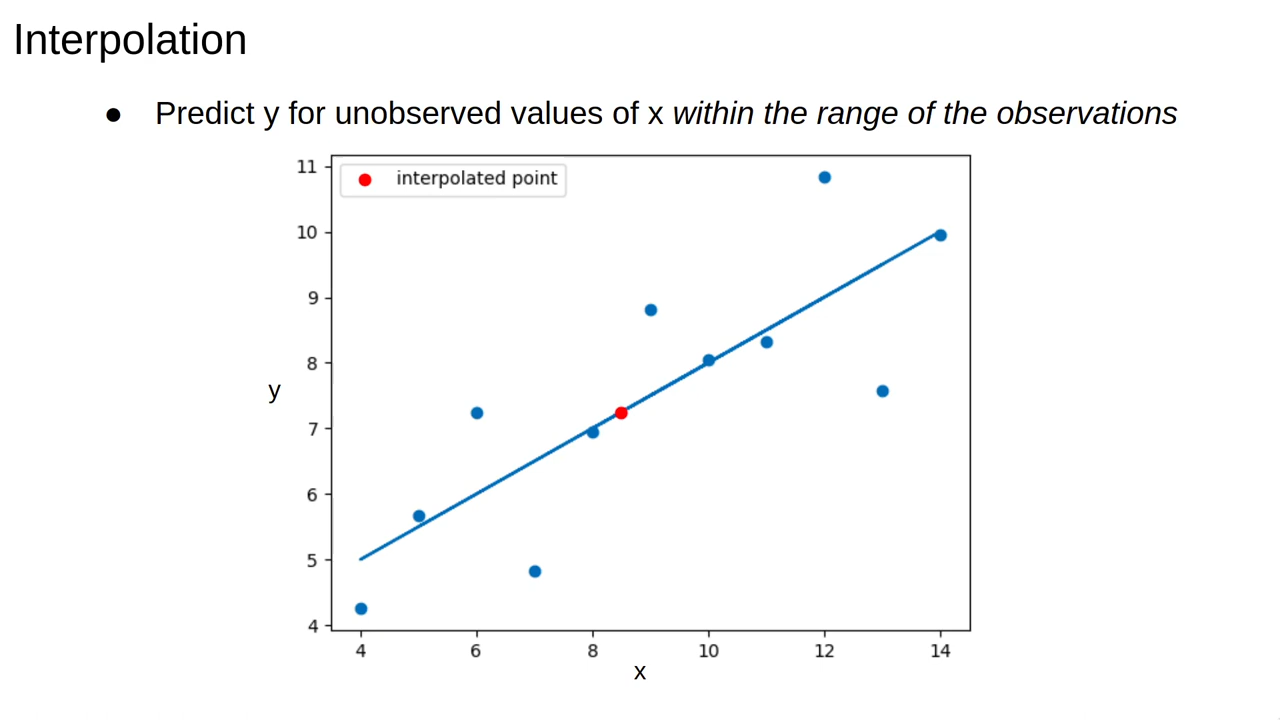 Interpolation
● Predict y for unobserved values of x within the range of the observations
interpolated point
11
10
9
8
7
6
5
4
y
4 6 8 10 12 14
x